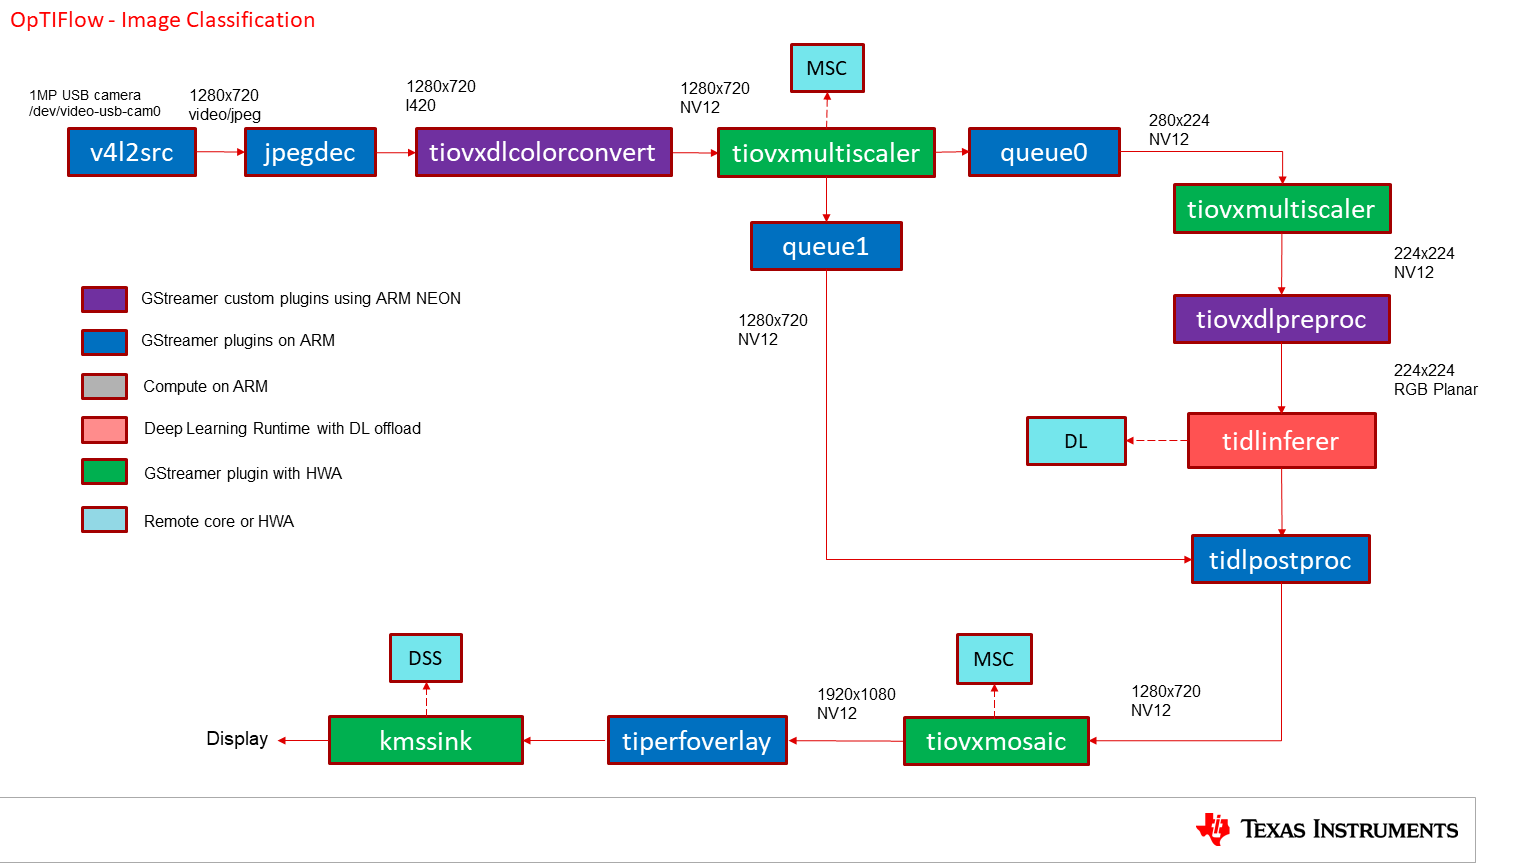 OpTIFlow - Image Classification
MSC
1MP USB camera
/dev/video-usb-cam0
1280x720
video/jpeg
1280x720
I420
1280x720
NV12
280x224
NV12
v4l2src
jpegdec
tiovxdlcolorconvert
tiovxmultiscaler
queue0
tiovxmultiscaler
queue1
224x224
NV12
GStreamer custom plugins using ARM NEON
GStreamer plugins on ARM
Compute on ARM
Deep Learning Runtime with DL offload
GStreamer plugin with HWA
Remote core or HWA
1280x720
NV12
tiovxdlpreproc
224x224
RGB Planar
DL
tidlinferer
tidlpostproc
DSS
MSC
1920x1080
NV12
1280x720
NV12
Display
kmssink
tiperfoverlay
tiovxmosaic
TEXAS INSTRUMENTS